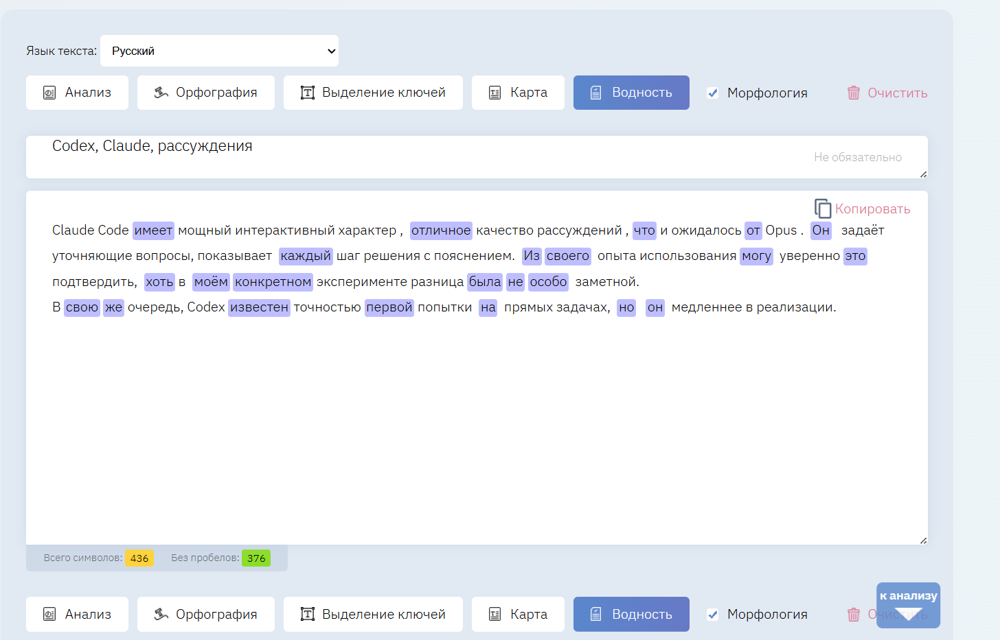 Язык текста: Русский
Анализ Орфография Выделение ключей Карта Водность Морфология Очистить
Codex, Claude, рассуждения
Не обязательно
Копировать
Claude Code имеет мощный интерактивный характер , отличное качество рассуждений , что и ожидалось от Opus . Он задаёт
уточняющие вопросы, показывает каждый шаг решения с пояснением. Из своего опыта использования могу уверенно это
подтвердить, хоть в моём конкретном эксперименте разница была не особо заметной.
В свою же очередь, Codex известен точностью первой попытки на прямых задачах, но он медленнее в реализации.
Всего символов: 436 Без пробелов: 376
к анализу
Анализ Орфография Выделение ключей Карта Водность Морфология Очистить